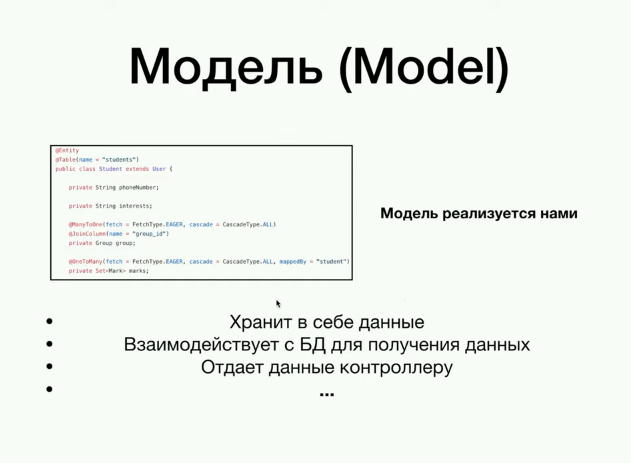 Модель (Model)
@Entity
@Table(name = "students")
public class Student extends User {
private String phoneNumber;
private String interests;
@ManyToOne(fetch = FetchType.EAGER, cascade = CascadeType.ALL)
@JoinColumn(name = "group_id")
private Group group;
@OneToMany(fetch = FetchType.EAGER, cascade = CascadeType.ALL, mappedBy = "student")
private Set<Mark> marks;
Модель реализуется нами
• Хранит в себе данные
• Взаимодействует с БД для получения данных
• Отдает данные контроллеру
• ...